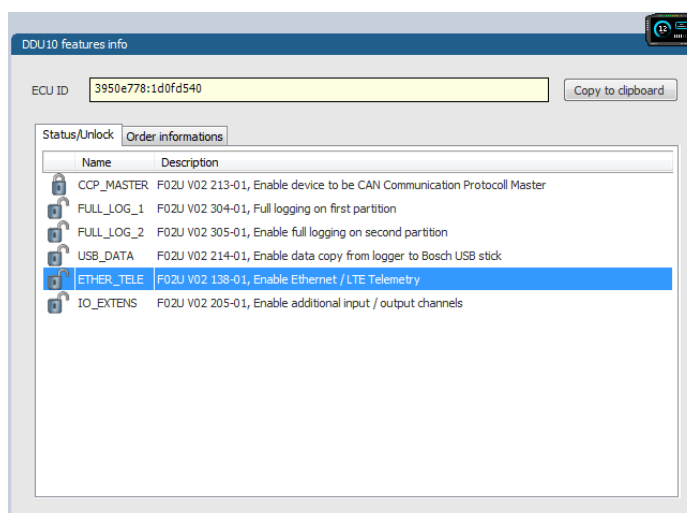 DDU10 features info
12
ECU ID 3950e778:1d0fd540 Copy to clipboard
Status/Unlock Order informations
Name Description
CCP_MASTER F02U V02 213-01, Enable device to be CAN Communication Protocoll Master
FULL_LOG_1 F02U V02 304-01, Full logging on first partition
FULL_LOG_2 F02U V02 305-01, Enable full logging on second partition
USB_DATA F02U V02 214-01, Enable data copy from logger to Bosch USB stick
ETHER_TELE F02U V02 138-01, Enable Ethernet / LTE Telemetry
IO_EXTENS F02U V02 205-01, Enable additional input / output channels